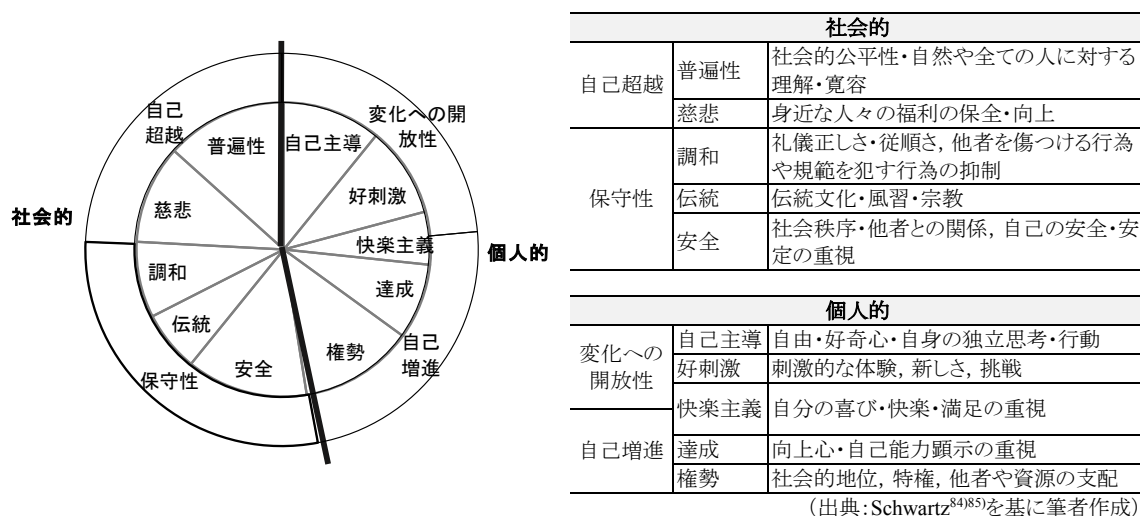 自己
超越
普遍性
自己主導
変化への開
放性
好刺激
慈悲
社会的
快楽主義
個人的
調和
達成
伝統
権勢
自己
増進
安全
保守性
社会的
自己超越
普遍性
社会的公平性・自然や全ての人に対する
理解・寛容
慈悲
身近な人々の福利の保全・向上
保守性
調和
礼儀正しさ・従順さ, 他者を傷つける行為
や規範を犯す行為の抑制
伝統
伝統文化・風習・宗教
安全
社会秩序・他者との関係, 自己の安全・安
定の重視
個人的
変化への
開放性
自己主導
自由・好奇心・自身の独立思考・行動
好刺激
刺激的な体験, 新しさ, 挑戦
快楽主義
自分の喜び・快楽・満足の重視
自己増進
達成
向上心・自己能力顕示の重視
権勢
社会的地位, 特権, 他者や資源の支配
(出典:Schwartz84)85)を基に筆者作成)